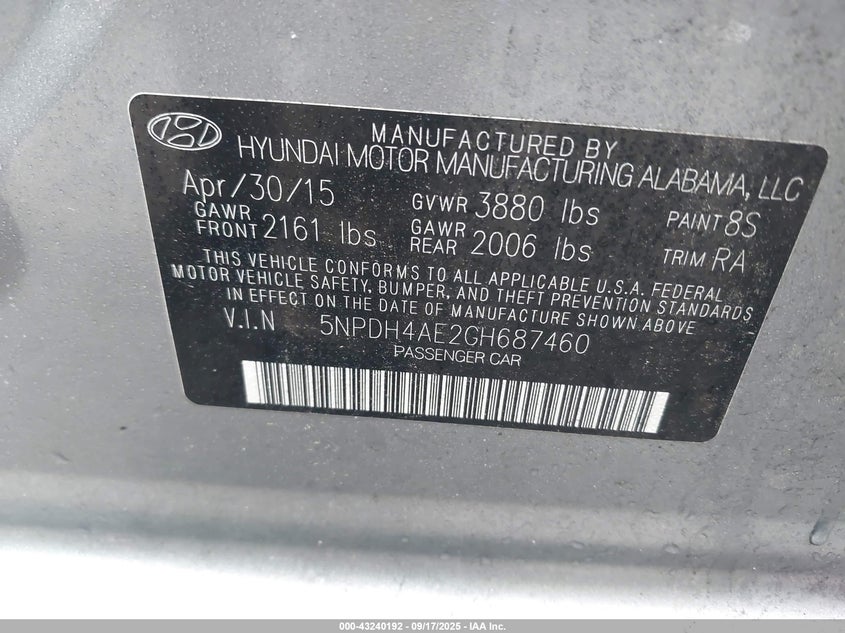 MANUFACTURED BY
HYUNDAI MOTOR MANUFACTURING ALABAMA, LLC
Apr/30/15 GVWR 3880 lbs PAINT 8S
GAWR FRONT 2161 lbs GAWR REAR 2006 lbs TRIM RA
THIS VEHICLE CONFORMS TO ALL APPLICABLE U.S.A. FEDERAL
MOTOR VEHICLE SAFETY, BUMPER, AND THEFT PREVENTION STANDARDS
IN EFFECT ON THE DATE OF MANUFACTURE SHOWN ABOVE
V.I.N 5NPDH4AE2GH687460
PASSENGER CAR
000-43240192 - 09/17/2025 - IAA Inc.